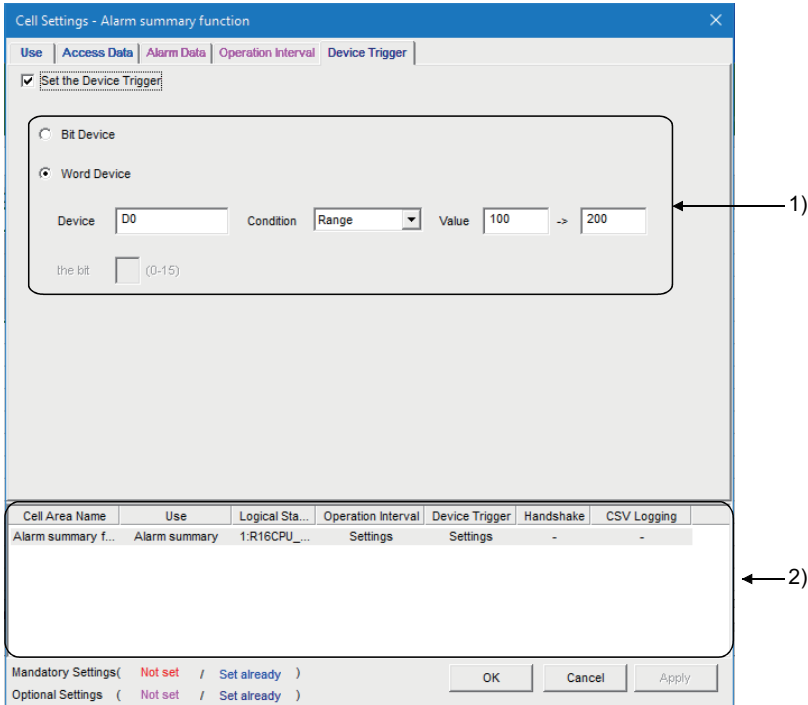 Cell Settings - Alarm summary function
Use Access Data Alarm Data Operation Interval Device Trigger
Set the Device Trigger
Bit Device
Word Device
1)
Device D0 Condition Range Value 100 -> 200
the bit (0-15)
Cell Area Name Use Logical Sta... Operation Interval Device Trigger Handshake CSV Logging
Alarm summary f... Alarm summary 1:R16CPU_... Settings Settings - -
2)
Mandatory Settings( Not set / Set already )
Optional Settings ( Not set / Set already )
OK Cancel Apply